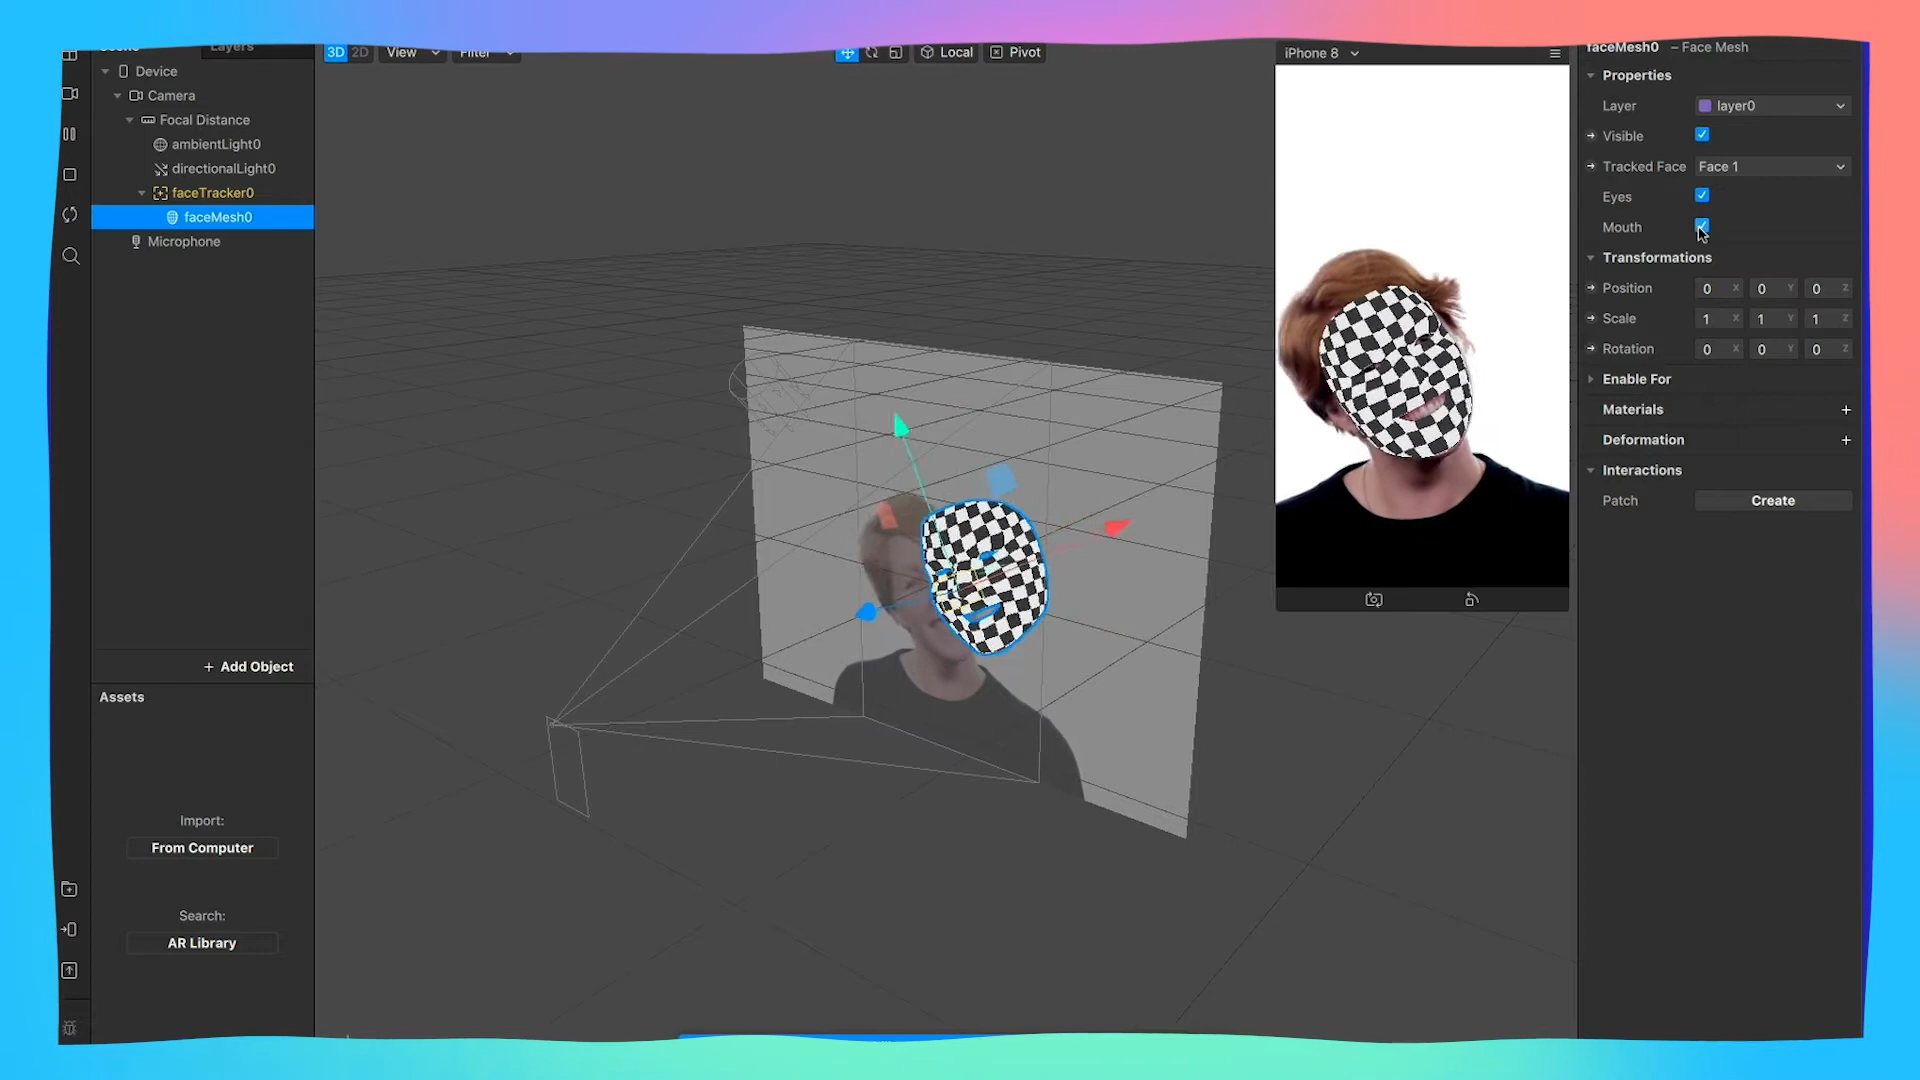 Scene
Layers
Device
Camera
Focal Distance
ambientLight0
directionalLight0
faceTracker0
faceMesh0
Microphone
+ Add Object
Assets
Import:
From Computer
Search:
AR Library
3D 2D View Filter
Local Pivot
iPhone 8
faceMesh0 – Face Mesh
Properties
Layer layer0
Visible
Tracked Face Face 1
Eyes
Mouth
Transformations
Position 0 X 0 Y 0 Z
Scale 1 X 1 Y 1 Z
Rotation 0 X 0 Y 0 Z
Enable For
Materials +
Deformation +
Interactions
Patch Create